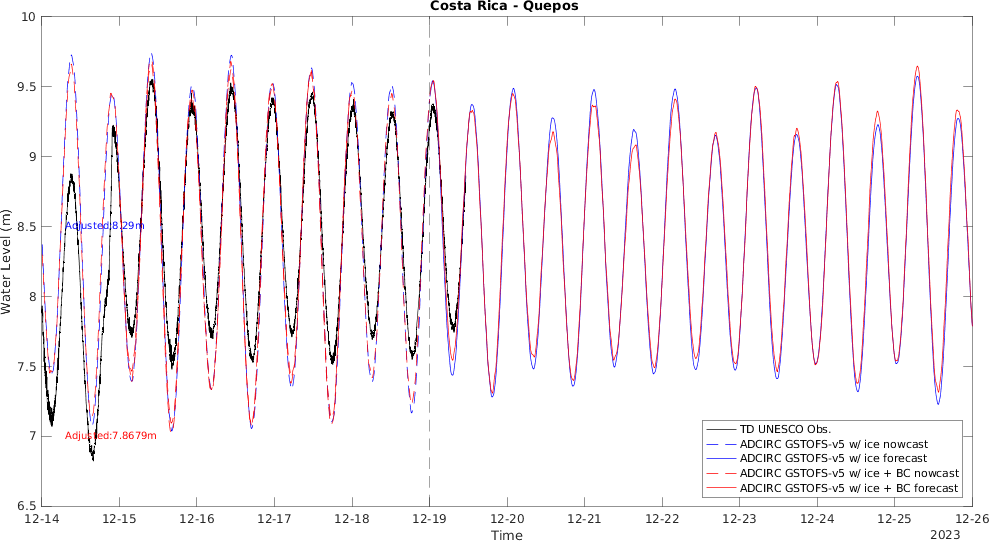 Costa Rica - Quepos
10
9.5
9
8.5
8
7.5
7
6.5
Water Level (m)
Adjusted:8.29m
Adjusted:7.8679m
TD UNESCO Obs.
ADCIRC GSTOFS-v5 w/ ice nowcast
ADCIRC GSTOFS-v5 w/ ice forecast
ADCIRC GSTOFS-v5 w/ ice + BC nowcast
ADCIRC GSTOFS-v5 w/ ice + BC forecast
12-14 12-15 12-16 12-17 12-18 12-19 12-20 12-21 12-22 12-23 12-24 12-25 12-26
Time
2023